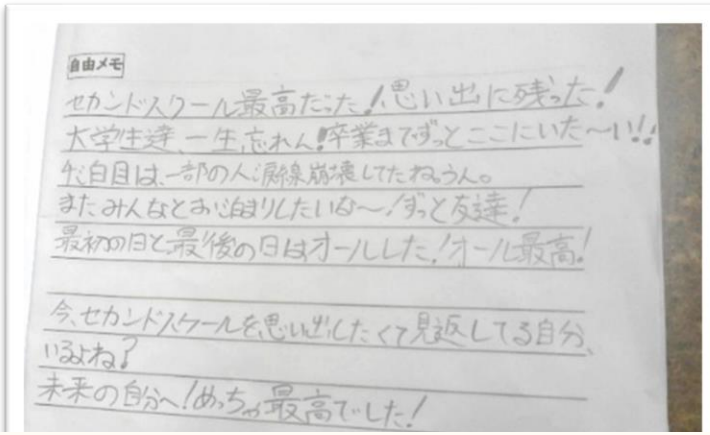 自由メモ
セカンドスクール最高だった!思い出に残った!
大学生達、一生忘れん!卒業までずっとここにいた〜い!!
4泊目は、一部の人涙線崩壊してたね。うん。
またみんなとお泊まりしたいな〜!ずっと友達!
最初の日と最後の日はオールした!オール最高!
今、セカンドスクールを思い出したくて見返してる自分、
いるよね?
未来の自分へ!めっちゃ最高でした!